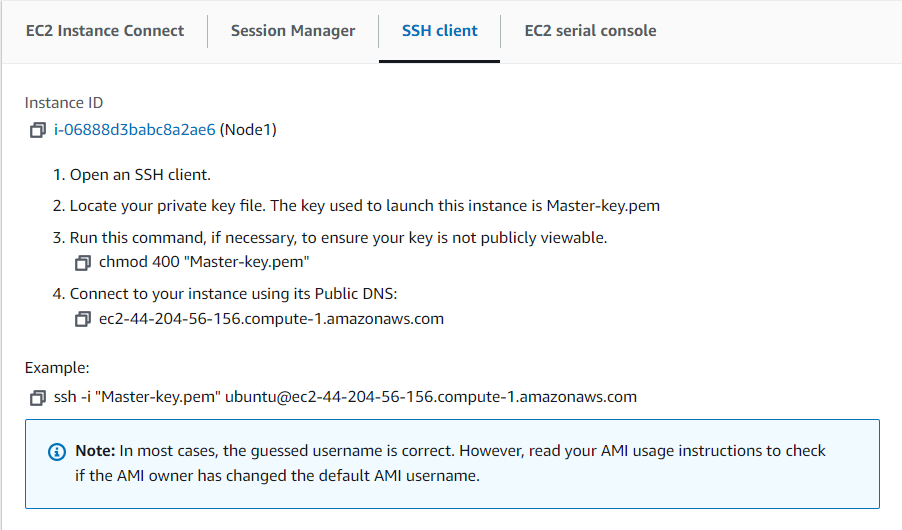 EC2 Instance Connect
Session Manager
SSH client
EC2 serial console
Instance ID
i-06888d3babc8a2ae6 (Node1)
1. Open an SSH client.
2. Locate your private key file. The key used to launch this instance is Master-key.pem
3. Run this command, if necessary, to ensure your key is not publicly viewable.
chmod 400 "Master-key.pem"
4. Connect to your instance using its Public DNS:
ec2-44-204-56-156.compute-1.amazonaws.com
Example:
ssh -i "Master-key.pem" ubuntu@ec2-44-204-56-156.compute-1.amazonaws.com
Note: In most cases, the guessed username is correct. However, read your AMI usage instructions to check
if the AMI owner has changed the default AMI username.